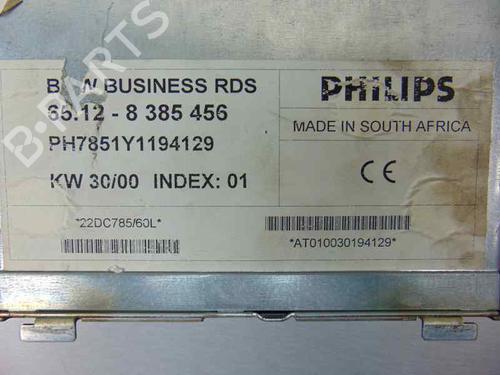 B W BUSINESS RDS
65.12 - 8 385 456
PH7851Y1194129
KW 30/00 INDEX: 01
*22DC785/60L*
PHILIPS
MADE IN SOUTH AFRICA
CE
*AT010030194129*
B-PARTS